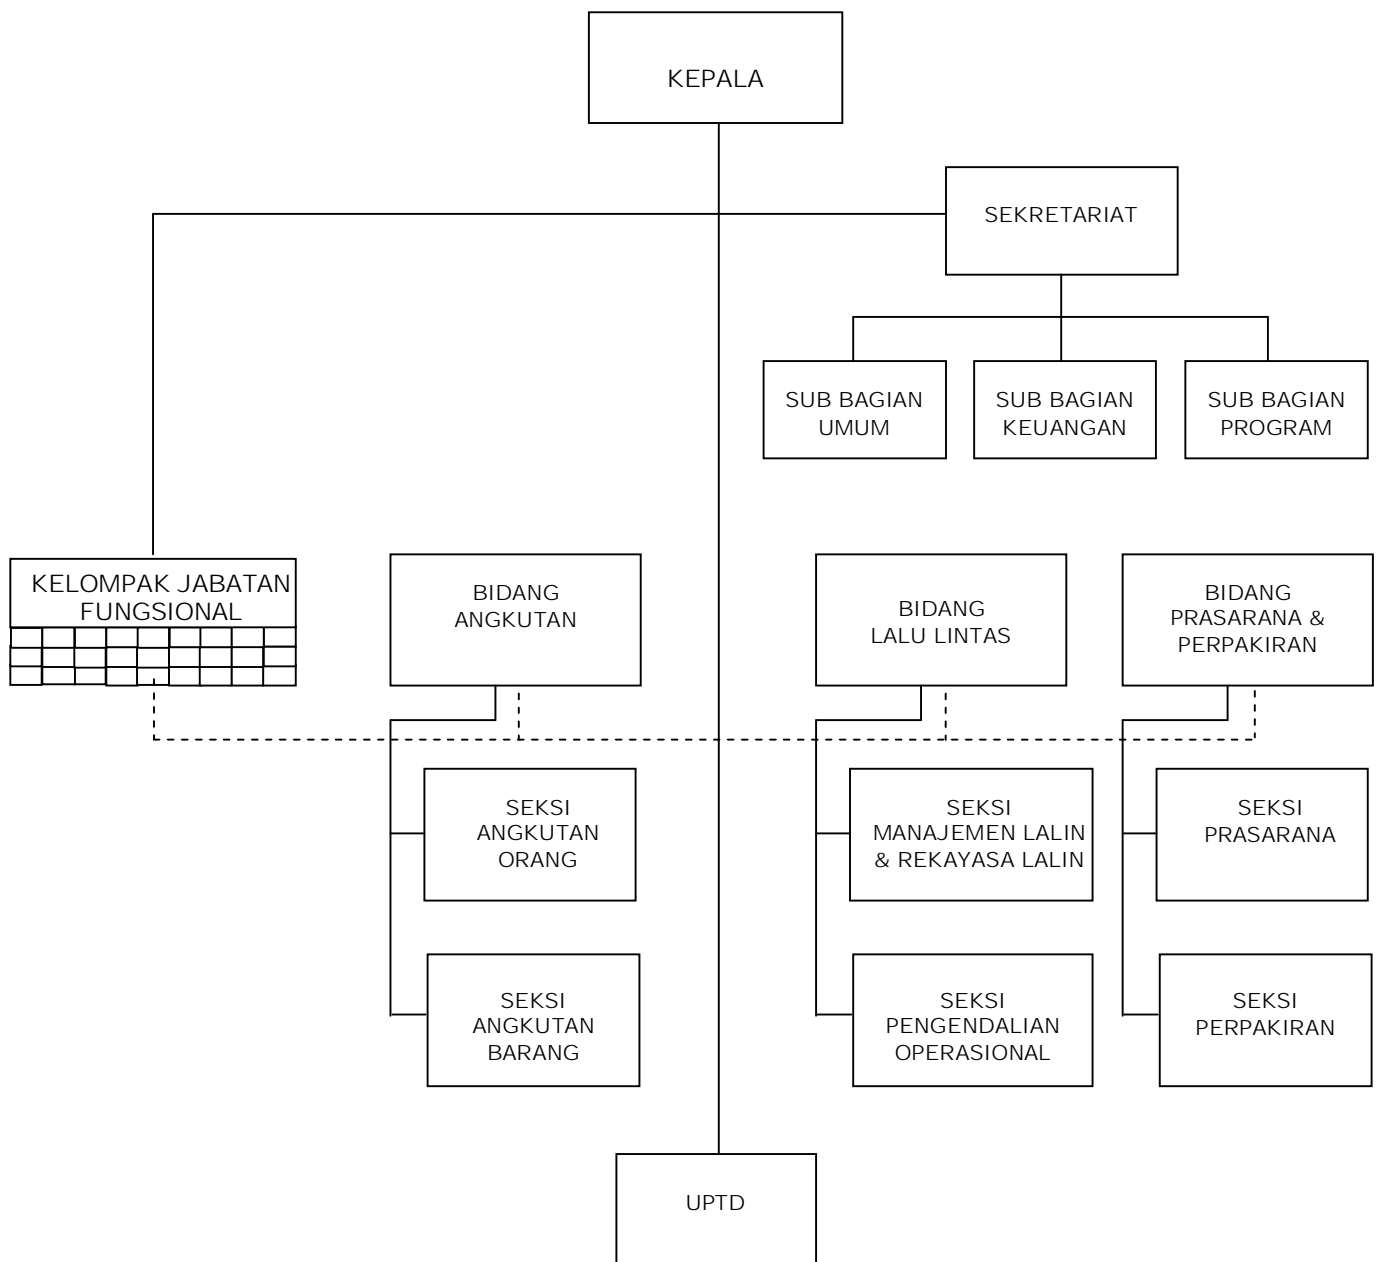 KEPALA
SEKRETARIAT
SUB BAGIAN
UMUM
SUB BAGIAN
KEUANGAN
SUB BAGIAN
PROGRAM
KELOMPAK JABATAN
FUNGSIONAL
BIDANG
ANGKUTAN
BIDANG
LALU LINTAS
BIDANG
PRASARANA &
PERPAKIRAN
SEKSI
ANGKUTAN
ORANG
SEKSI
MANAJEMEN LALIN
& REKAYASA LALIN
SEKSI
PRASARANA
SEKSI
ANGKUTAN
BARANG
SEKSI
PENGENDALIAN
OPERASIONAL
SEKSI
PERPAKIRAN
UPTD